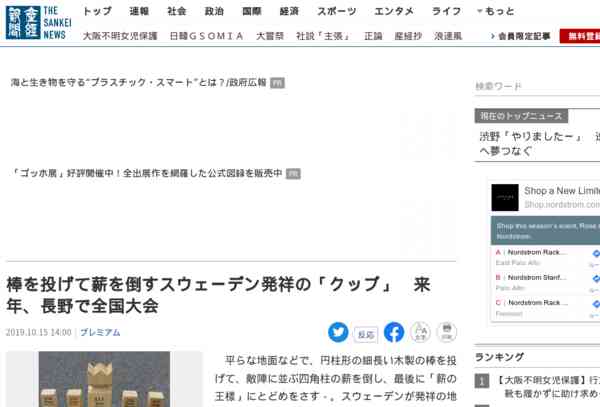 産経新聞
THE SANKEI NEWS
トップ 速報 社会 政治 国際 経済 スポーツ エンタメ ライフ もっと
大阪不明女児保護 日韓GSOMIA 大嘗祭 社説「主張」 正論 産経抄 浪速風
会員限定記事 無料登録
海と生き物を守る“プラスチック・スマート”とは?/政府広報 PR
検索ワード
現在のトップニュース
渋野「やりましたー」
へ夢つなぐ
「ゴッホ展」好評開催中！全出展作を網羅した公式図録を販売中 PR
Shop a New Limite
Shop.nordstrom.com
Shop this season's event, Rose
Nordstrom.
A | Nordstrom Rack...
East Palo Alto
B | Nordstrom Stanf...
Palo Alto
C | Nordstrom Rack ...
Fremont
棒を投げて薪を倒すスウェーデン発祥の「クッブ」 来
年、長野で全国大会
2019.10.15 14:00 | プレミアム
反応
文字
印刷
平らな地面などで、円柱形の細長い木製の棒を投
げて、敵陣に並ぶ四角柱の薪を倒し、最後に「薪の
王様」にとどめをさす‐。スウェーデンが発祥の地
ランキング
1 【大阪不明女児保護】行
靴も履かずに助け求め